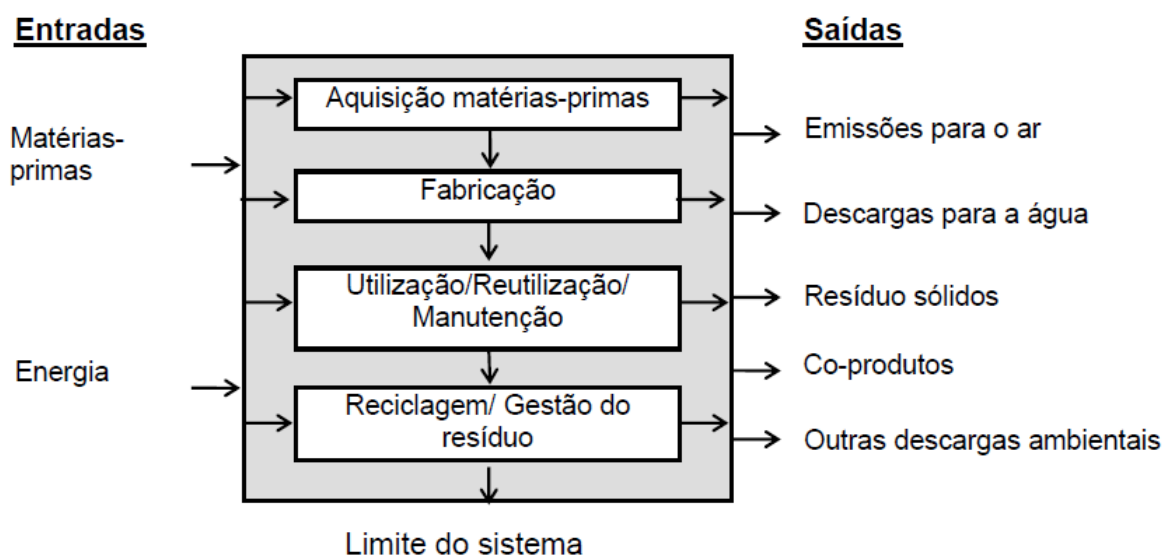 Entradas
Saídas
Aquisição matérias-primas
Matérias-
primas
Emissões para o ar
Fabricação
Descargas para a água
Utilização/Reutilização/
Manutenção
Resíduo sólidos
Energia
Co-produtos
Reciclagem/ Gestão do
resíduo
Outras descargas ambientais
Limite do sistema